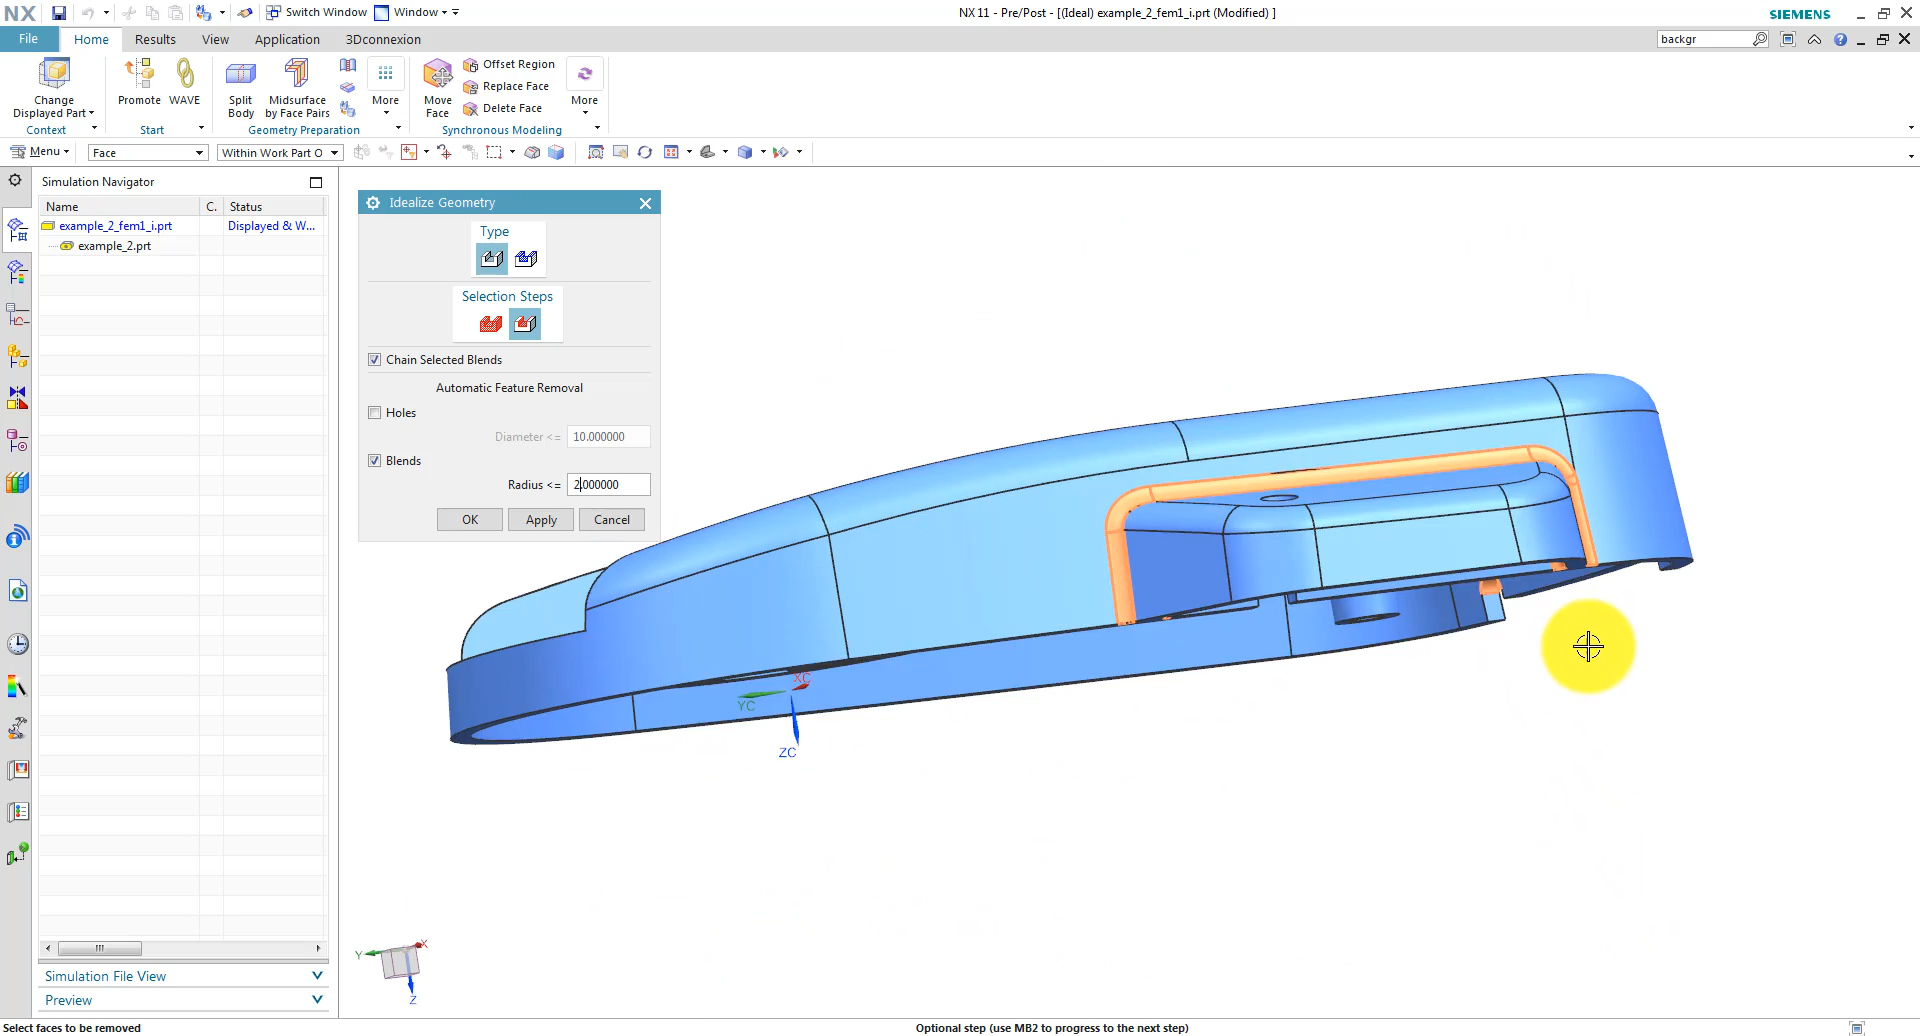 NX
Switch Window
Window
NX 11 - Pre/Post - [(Ideal) example_2_fem1_i.prt (Modified) ]
SIEMENS
File
Home
Results
View
Application
3Dconnexion
backgr
Change
Displayed Part
Context
Promote
WAVE
Start
Split
Body
Midsurface
by Face Pairs
More
Geometry Preparation
Move
Face
Offset Region
Replace Face
Delete Face
More
Synchronous Modeling
Menu
Face
Within Work Part O
Simulation Navigator
Name
C.
Status
example_2_fem1_i.prt
Displayed & W...
example_2.prt
Idealize Geometry
Type
Selection Steps
Chain Selected Blends
Automatic Feature Removal
Holes
Diameter <=
10.000000
Blends
Radius <=
2.000000
OK
Apply
Cancel
XC
YC
ZC
Y
X
Z
Simulation File View
Preview
Select faces to be removed
Optional step (use MB2 to progress to the next step)